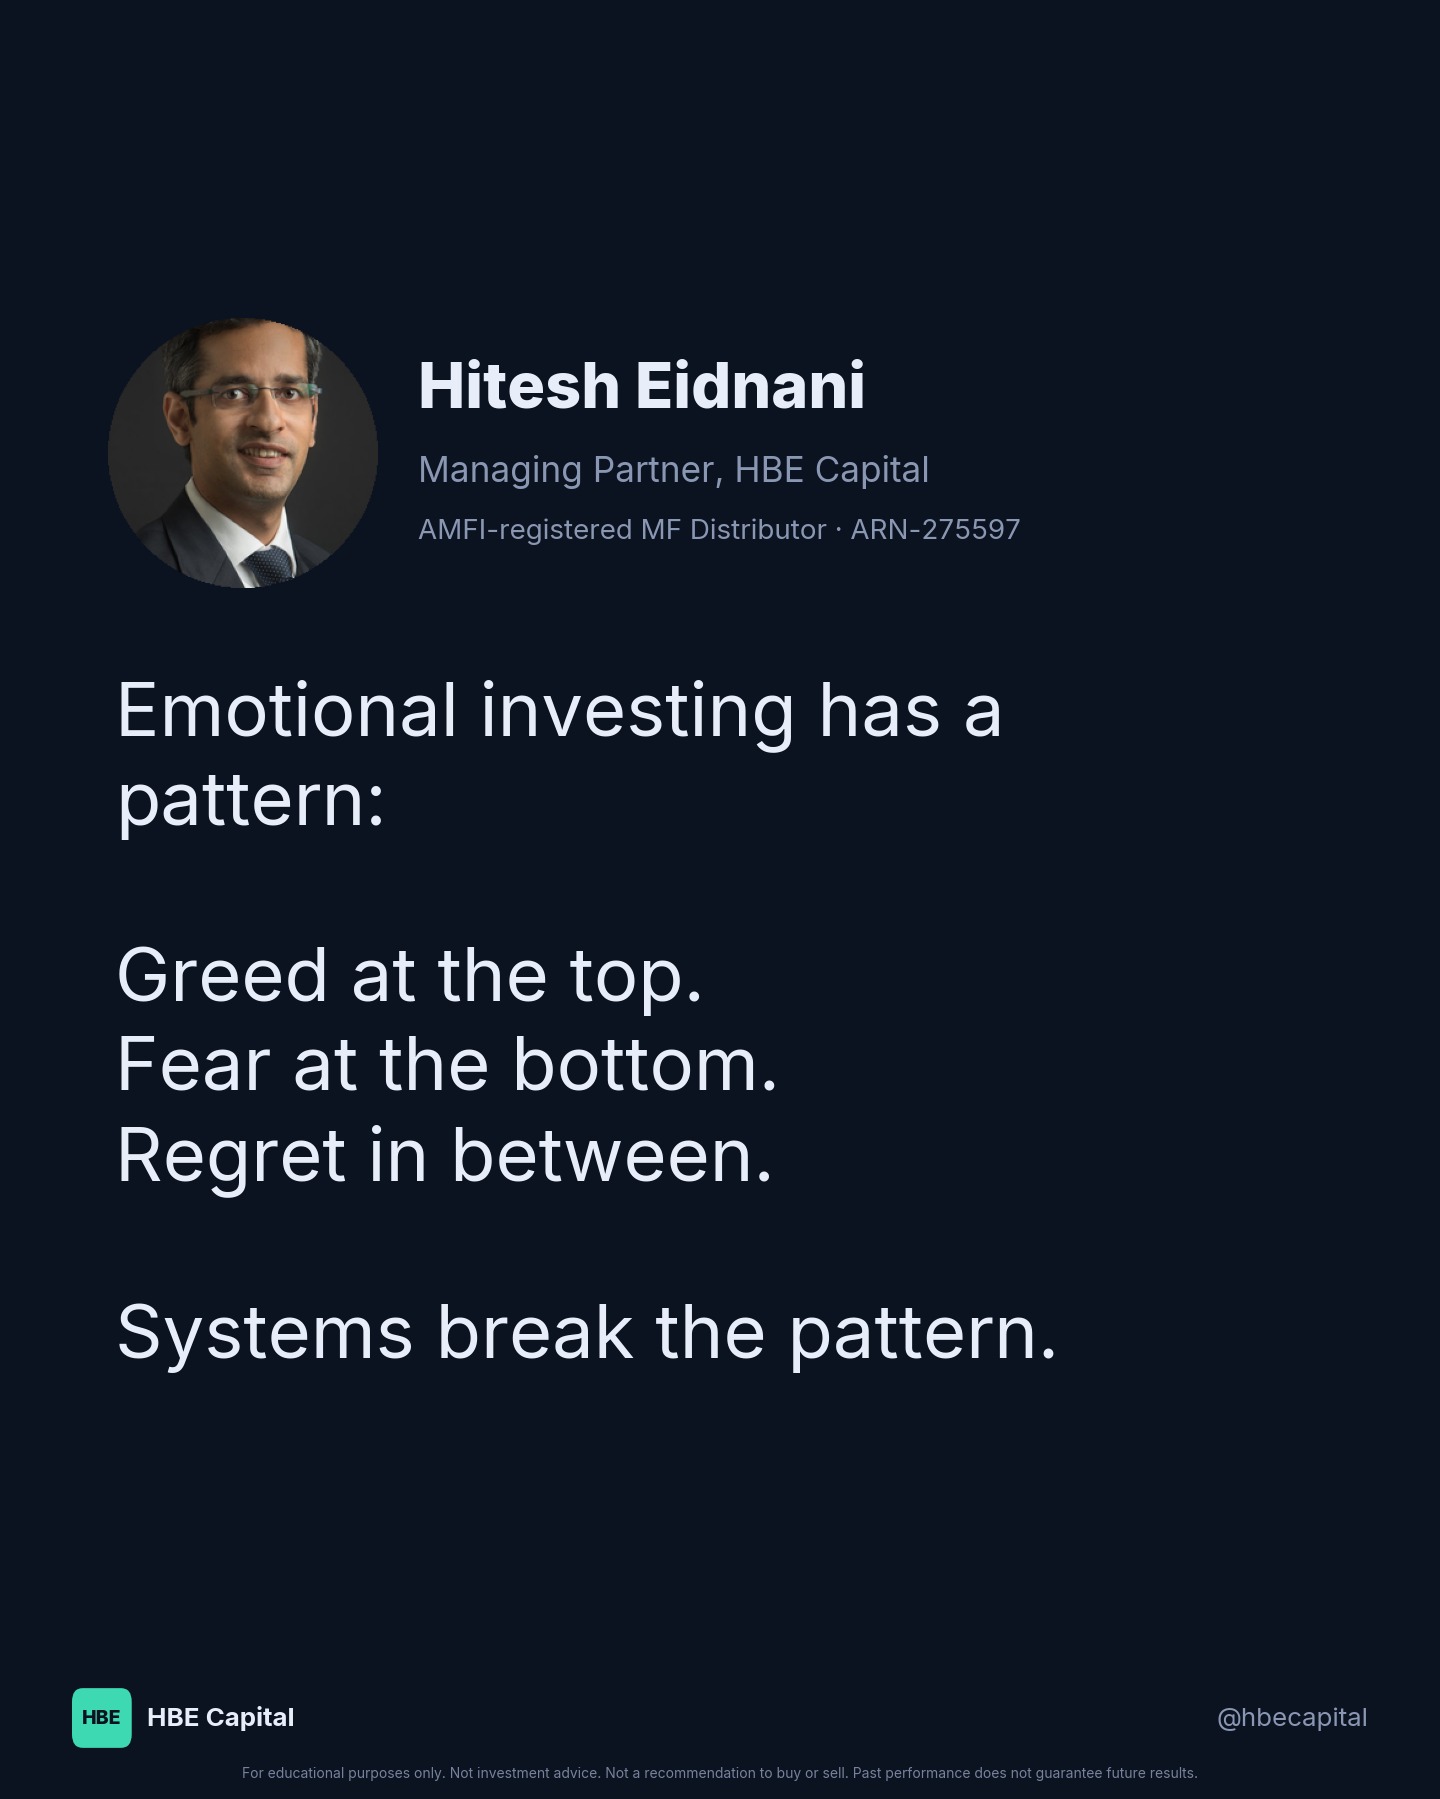 Hitesh Eidnani
Managing Partner, HBE Capital
AMFI-registered MF Distributor · ARN-275597
Emotional investing has a
pattern:
Greed at the top.
Fear at the bottom.
Regret in between.
Systems break the pattern.
HBE HBE Capital
@hbecapital
For educational purposes only. Not investment advice. Not a recommendation to buy or sell. Past performance does not guarantee future results.